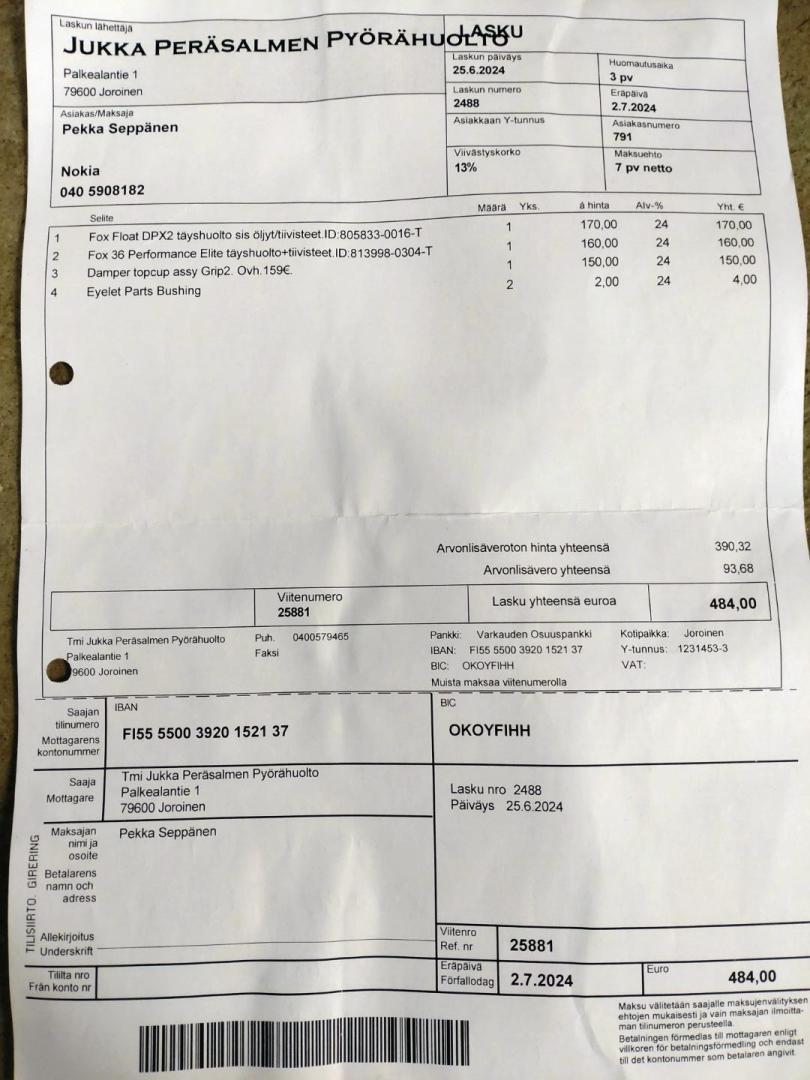 Laskun lähettäjä
JUKKA PERÄSALMEN PYÖRÄHUOLTO
LASKU
Palkealantie 1
79600 Joroinen
Laskun päiväys
25.6.2024
Huomautusaika
3 pv
Laskun numero
2488
Eräpäivä
2.7.2024
Asiakas/Maksaja
Pekka Seppänen
Nokia
040 5908182
Asiakkaan Y-tunnus
Asiakasnumero
791
Viivästyskorko
13%
Maksuehto
7 pv netto
Selite Määrä Yks. á hinta Alv-% Yht. €
1 Fox Float DPX2 täyshuolto sis öljyt/tiivisteet.ID:805833-0016-T 1 170,00 24 170,00
2 Fox 36 Performance Elite täyshuolto+tiivisteet.ID:813998-0304-T 1 160,00 24 160,00
3 Damper topcup assy Grip2. Ovh.159€. 1 150,00 24 150,00
4 Eyelet Parts Bushing 2 2,00 24 4,00
Arvonlisäveroton hinta yhteensä 390,32
Arvonlisävero yhteensä 93,68
Viitenumero
25881
Lasku yhteensä euroa 484,00
Tmi Jukka Peräsalmen Pyörähuolto
Palkealantie 1
9600 Joroinen
Puh. 0400579465
Faksi
Pankki: Varkauden Osuuspankki
IBAN: FI55 5500 3920 1521 37
BIC: OKOYFIHH
Muista maksaa viitenumerolla
Kotipaikka: Joroinen
Y-tunnus: 1231453-3
VAT:
Saajan
tilinumero
Mottagarens
kontonummer
IBAN
FI55 5500 3920 1521 37
BIC
OKOYFIHH
Saaja
Mottagare
Tmi Jukka Peräsalmen Pyörähuolto
Palkealantie 1
79600 Joroinen
Lasku nro 2488
Päiväys 25.6.2024
Maksajan
nimi ja
osoite
Betalarens
namn och
adress
Pekka Seppänen
TILISIIRTO. GIRERING
Allekirjoitus
Underskrift
Viitenro
Ref. nr
25881
Tililta nro
Från konto nr
Eräpäivä
Förfallodag
2.7.2024
Euro
484,00
Maksu välitetään saajalle maksujenvälityksen
ehtojen mukaisesti ja vain maksajan ilmoitta-
man tilinumeron perusteella.
Betalningen förmedlas till mottagaren enligt
villkoren för betalningsförmedling och endast
till det kontonummer som betalaren angivit.